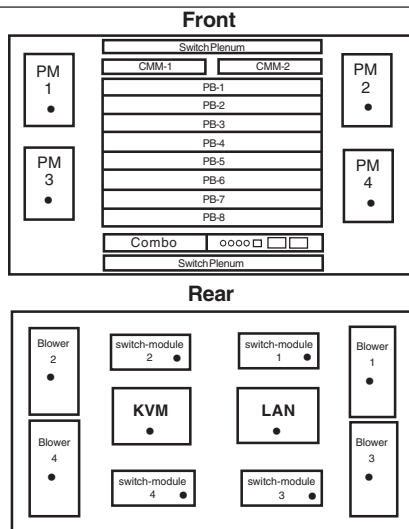 Front
Switch Plenum
CMM-1
CMM-2
PM
1
PM
2
PB-1
PB-2
PB-3
PB-4
PB-5
PB-6
PB-7
PB-8
PM
3
PM
4
Combo
Switch Plenum
Rear
Blower
2
switch-module
2
switch-module
1
Blower
1
KVM
LAN
Blower
4
Blower
3
switch-module
4
switch-module
3